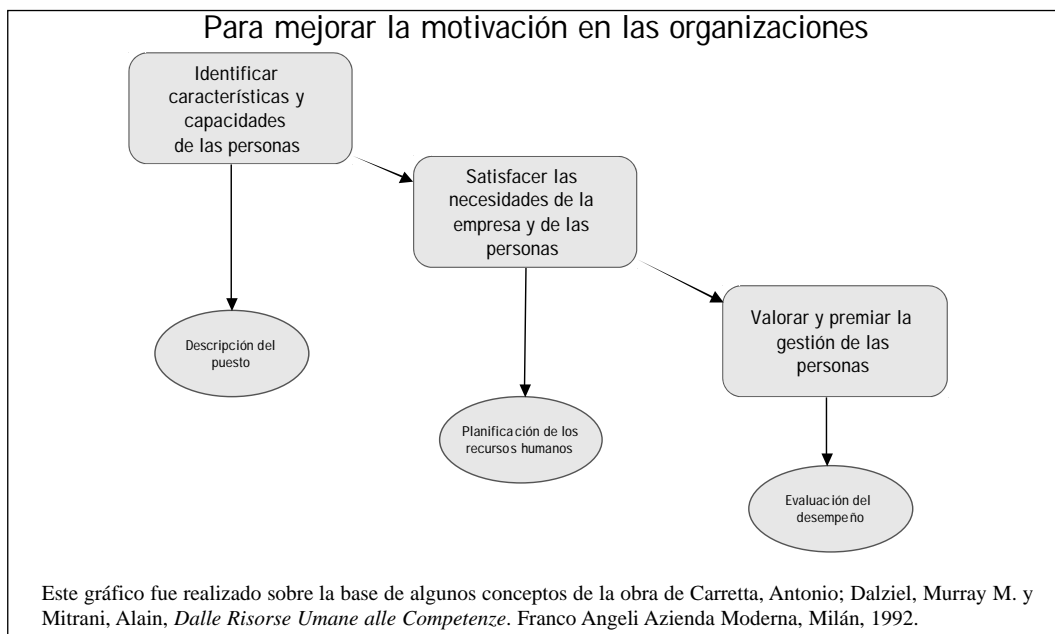 Para mejorar la motivación en las organizaciones
Identificar
características y
capacidades
de las personas
Satisfacer las
necesidades de la
empresa y de las
personas
Valorar y premiar la
gestión de las
personas
Descripción del
puesto
Planificación de los
recursos humanos
Evaluación del
desempeño
Este gráfico fue realizado sobre la base de algunos conceptos de la obra de Carretta, Antonio; Dalziel, Murray M. y
Mitrani, Alain, Dalle Risorse Umane alle Competenze. Franco Angeli Azienda Moderna, Milán, 1992.